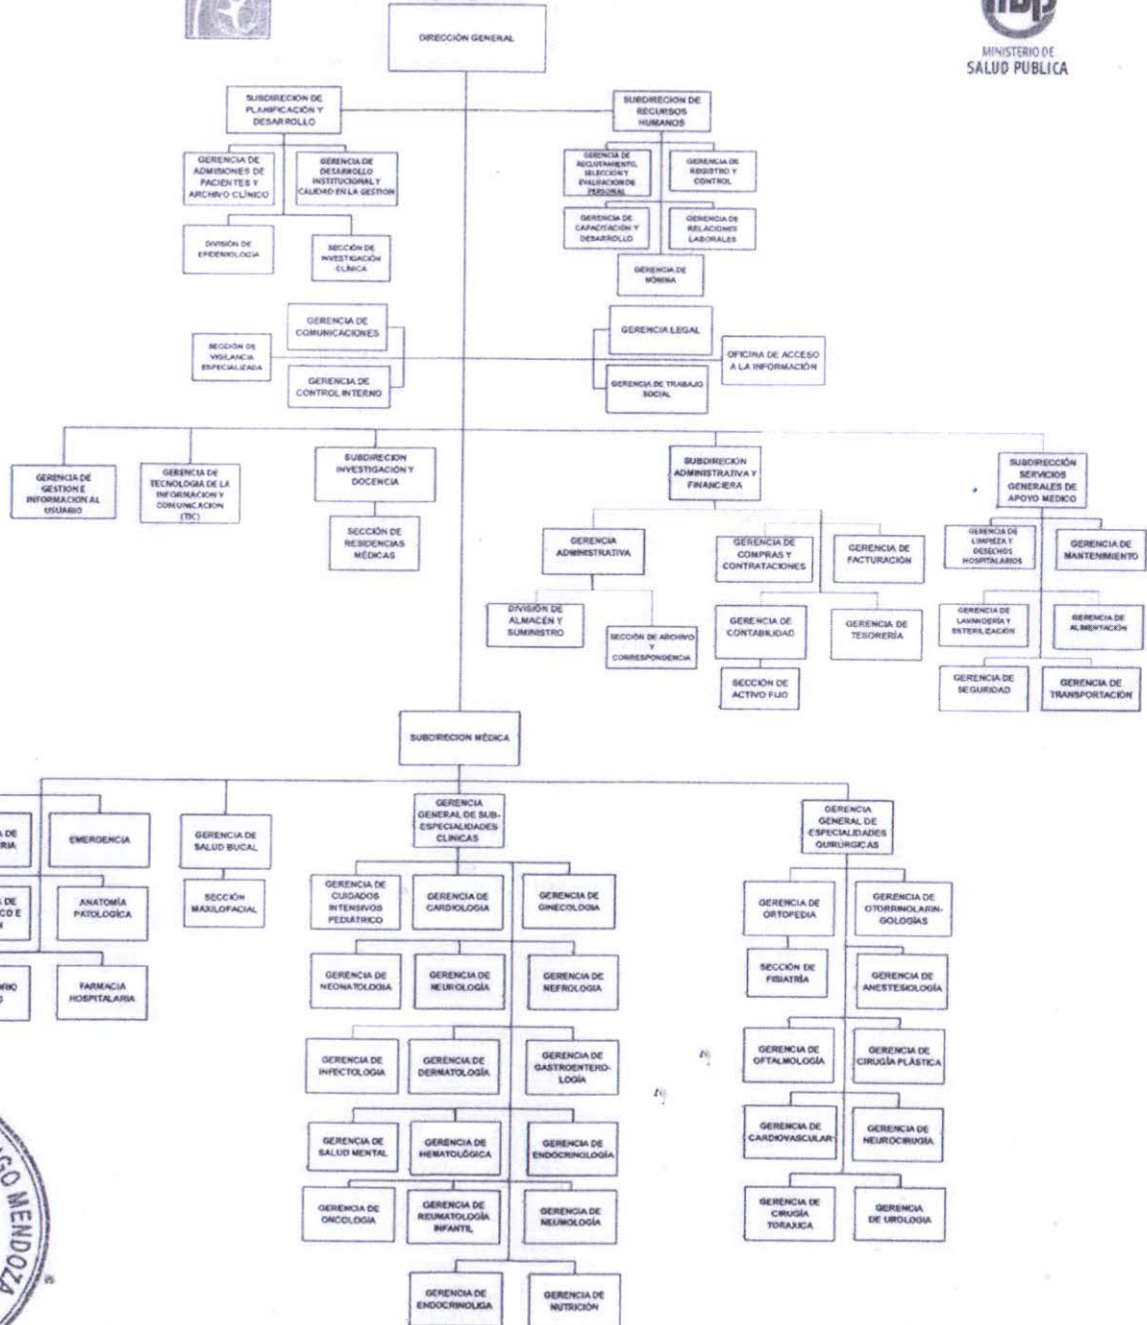 DIRECCIÓN GENERAL
MINISTERIO DE
SALUD PUBLICA
SUBDIRECION DE
PLANIFICACIÓN Y
DESARROLLO
SUBDIRECION DE
RECURSOS
HUMANOS
GERENCIA DE
ADMISIONES DE
PACIENTES Y
ARCHIVO CLÍNICO
GERENCIA DE
DESARROLLO
INSTITUCIONAL Y
CALIDAD EN LA GESTION
GERENCIA DE
RECLUTAMIENTO,
SELECCIÓN Y
EVALUACIÓN DE
PERSONAL
GERENCIA DE
REGISTRO Y
CONTROL
DIVISIÓN DE
EPIDEMIOLOGÍA
SECCIÓN DE
INVESTIGACIÓN
CLÍNICA
GERENCIA DE
CAPACITACIÓN Y
DESARROLLO
GERENCIA DE
RELACIONES
LABORALES
GERENCIA DE
NÓMINA
GERENCIA DE
COMUNICACIONES
GERENCIA LEGAL
SECCIÓN DE
VIGILANCIA
ESPECIALIZADA
OFICINA DE ACCESO
A LA INFORMACIÓN
GERENCIA DE
CONTROL INTERNO
GERENCIA DE TRABAJO
SOCIAL
GERENCIA DE
GESTION E
INFORMACION AL
USUARIO
GERENCIA DE
TECNOLOGIA DE LA
INFORMACION Y
COMUNICACION
(TIC)
SUBDIRECION
INVESTIGACIÓN Y
DOCENCIA
SUBDIRECION
ADMINISTRATIVA Y
FINANCIERA
SUBDIRECCIÓN
SERVICIOS
GENERALES DE
APOYO MEDICO
SECCIÓN DE
RESIDENCIAS
MÉDICAS
GERENCIA
ADMINISTRATIVA
GERENCIA DE
COMPRAS Y
CONTRATACIONES
GERENCIA DE
FACTURACIÓN
GERENCIA DE
LIMPIEZA Y
DESECHOS
HOSPITALARIOS
GERENCIA DE
MANTENIMIENTO
DIVISIÓN DE
ALMACÉN Y
SUMINISTRO
SECCIÓN DE ARCHIVO
Y
CORRESPONDENCIA
GERENCIA DE
CONTABILIDAD
GERENCIA DE
TESORERÍA
GERENCIA DE
LAVANDERÍA Y
ESTERILIZACIÓN
GERENCIA DE
ALIMENTACIÓN
SECCIÓN DE
ACTIVO FIJO
GERENCIA DE
SEGURIDAD
GERENCIA DE
TRANSPORTACIÓN
SUBDIRECION MÉDICA
EMERGENCIA
GERENCIA DE
SALUD BUCAL
GERENCIA
GENERAL DE SUB-
ESPECIALIDADES
CLINICAS
GERENCIA
GENERAL DE
ESPECIALIDADES
QUIRÚRGICAS
ANATOMÍA
PATOLOGÍCA
SECCIÓN
MAXILOFACIAL
GERENCIA DE
CUIDADOS
INTENSIVOS
PEDIÁTRICO
GERENCIA DE
CARDIOLOGIA
GERENCIA DE
GINECOLOGIA
GERENCIA DE
ORTOPEDIA
GERENCIA DE
OTORRINOLARIN-
GOLOGÍAS
FARMACIA
HOSPITALARIA
GERENCIA DE
NEONATOLOGIA
GERENCIA DE
NEUROLOGÍA
GERENCIA DE
NEFROLOGIA
SECCIÓN DE
FISIATRÍA
GERENCIA DE
ANESTESIOLOGÍA
GERENCIA DE
INFECTOLOGIA
GERENCIA DE
DERMATOLOGÍA
GERENCIA DE
GASTROENTERO-
LOGÍA
GERENCIA DE
OFTALMOLOGÍA
GERENCIA DE
CIRUGÍA PLÁSTICA
GERENCIA DE
SALUD MENTAL
GERENCIA DE
HEMATOLÓGICA
GERENCIA DE
ENDOCRINOLOGÍA
GERENCIA DE
CARDIOVASCULAR
GERENCIA DE
NEUROCIRUGÍA
GERENCIA DE
ONCOLOGIA
GERENCIA DE
REUMATOLOGÍA
INFANTIL
GERENCIA DE
NEUMOLOGÍA
GERENCIA DE
CIRUGIA
TORAXICA
GERENCIA
DE UROLOGIA
GERENCIA DE
ENDOCRINOLIGA
GERENCIA DE
NUTRICIÓN
MENDOZA